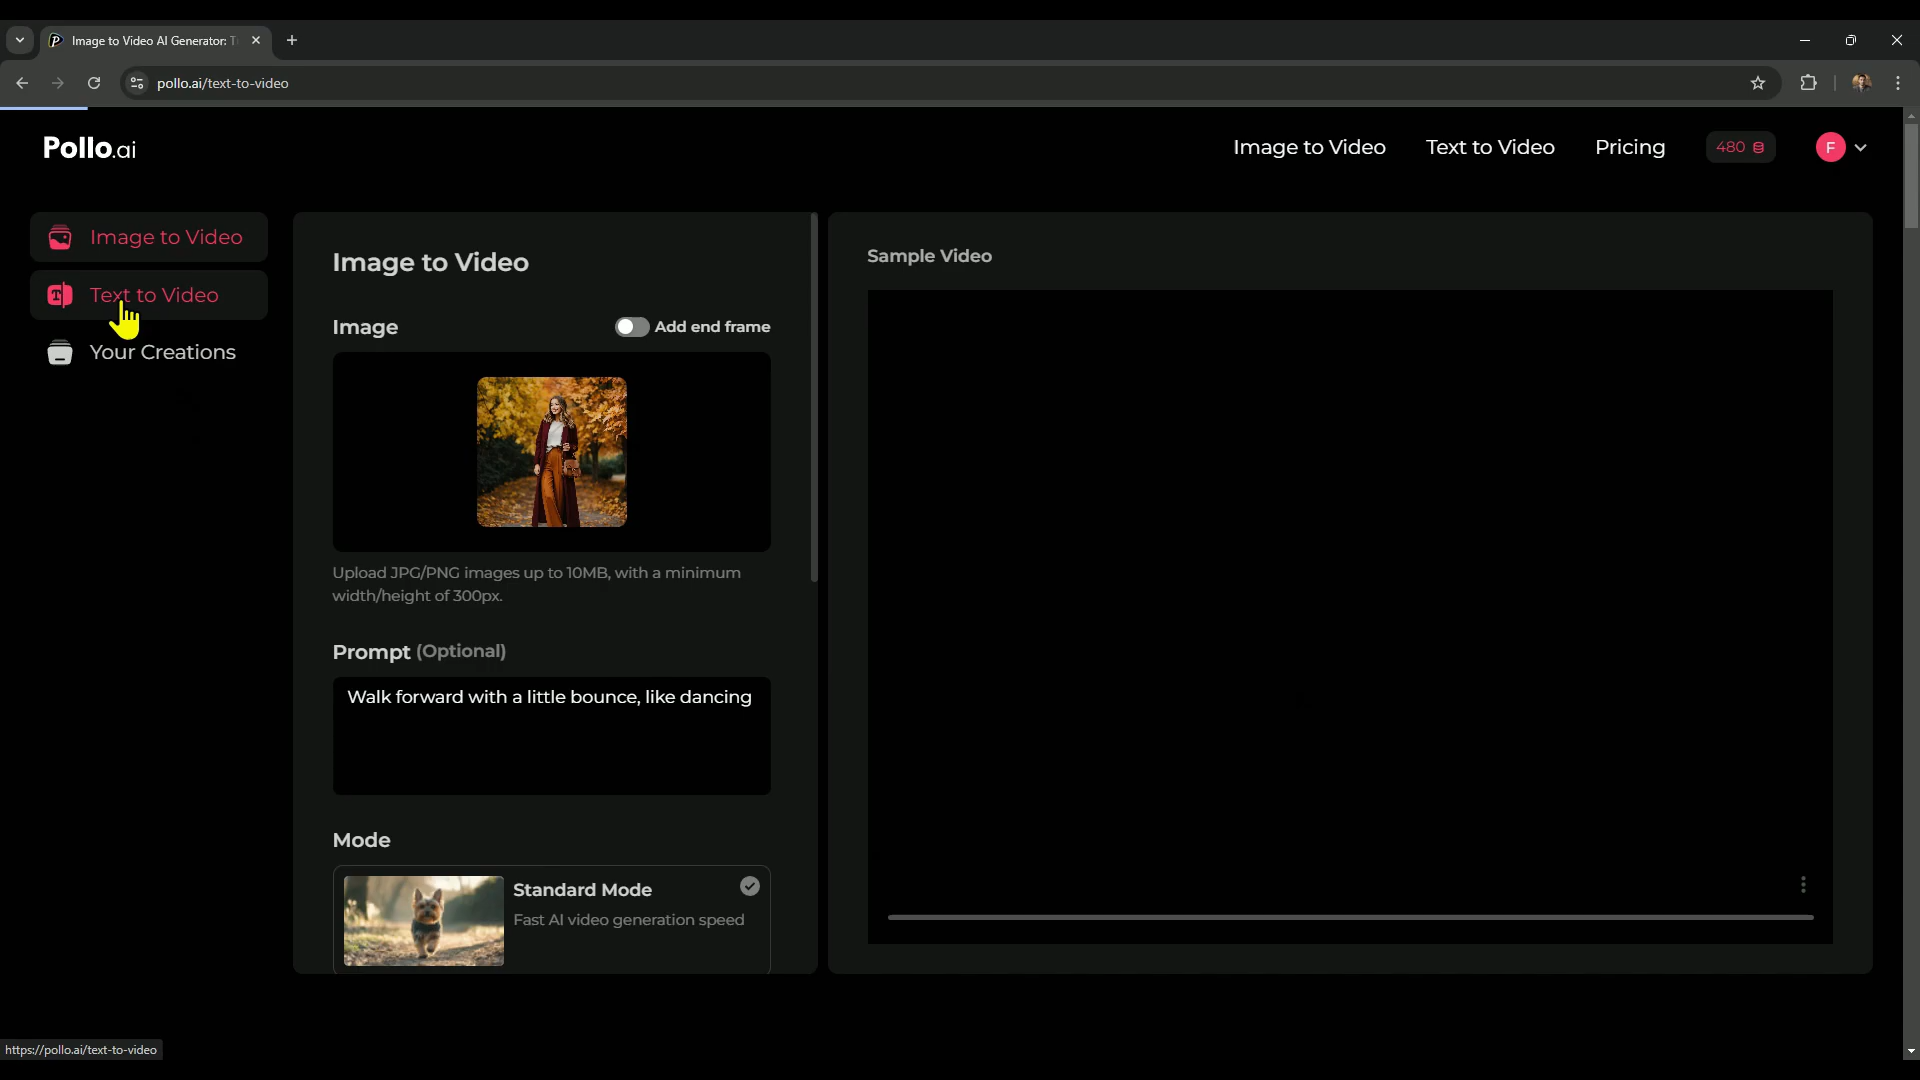 Image to Video AI Generator: T
pollo.ai/text-to-video
Pollo.ai
Image to Video
Text to Video
Pricing
480
F
Image to Video
Text to Video
Your Creations
Image to Video
Image
Add end frame
Upload JPG/PNG images up to 10MB, with a minimum
width/height of 300px.
Prompt (Optional)
Walk forward with a little bounce, like dancing
Mode
Standard Mode
Fast AI video generation speed
Sample Video
https://pollo.ai/text-to-video